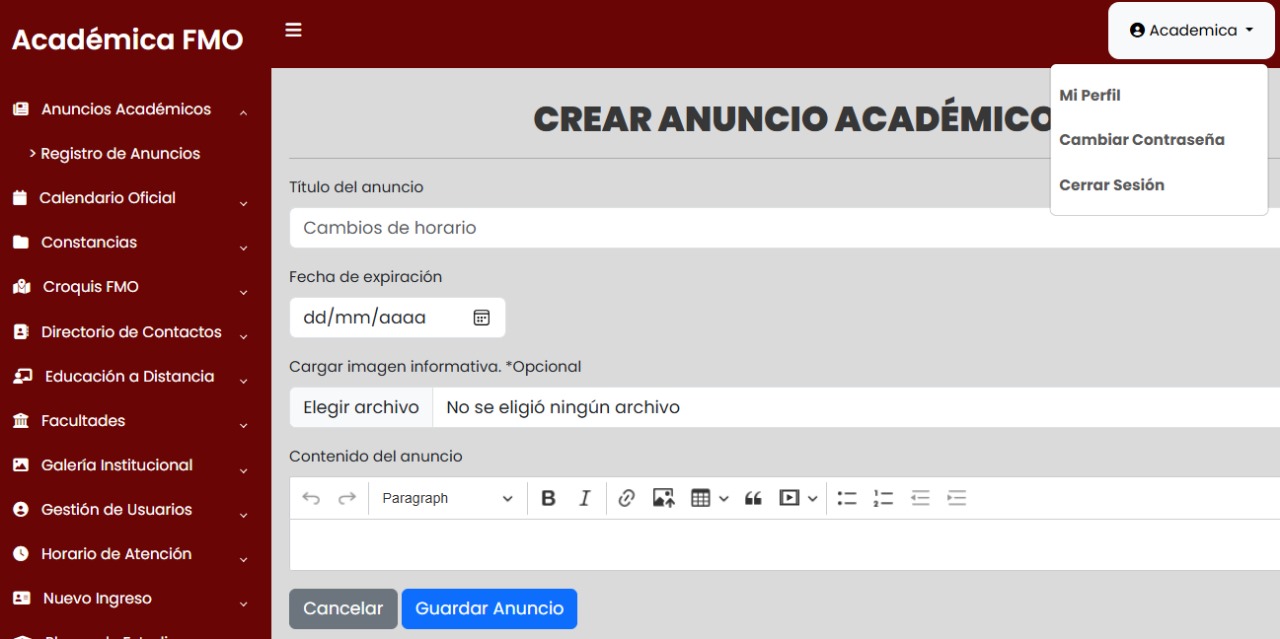 Académica FMO
Academica
Mi Perfil
Cambiar Contraseña
Cerrar Sesión
Anuncios Académicos
> Registro de Anuncios
Calendario Oficial
Constancias
Croquis FMO
Directorio de Contactos
Educación a Distancia
Facultades
Galería Institucional
Gestión de Usuarios
Horario de Atención
Nuevo Ingreso
CREAR ANUNCIO ACADÉMICO
Título del anuncio
Cambios de horario
Fecha de expiración
dd/mm/aaaa
Cargar imagen informativa. *Opcional
Elegir archivo No se eligió ningún archivo
Contenido del anuncio
Paragraph B I
Cancelar Guardar Anuncio